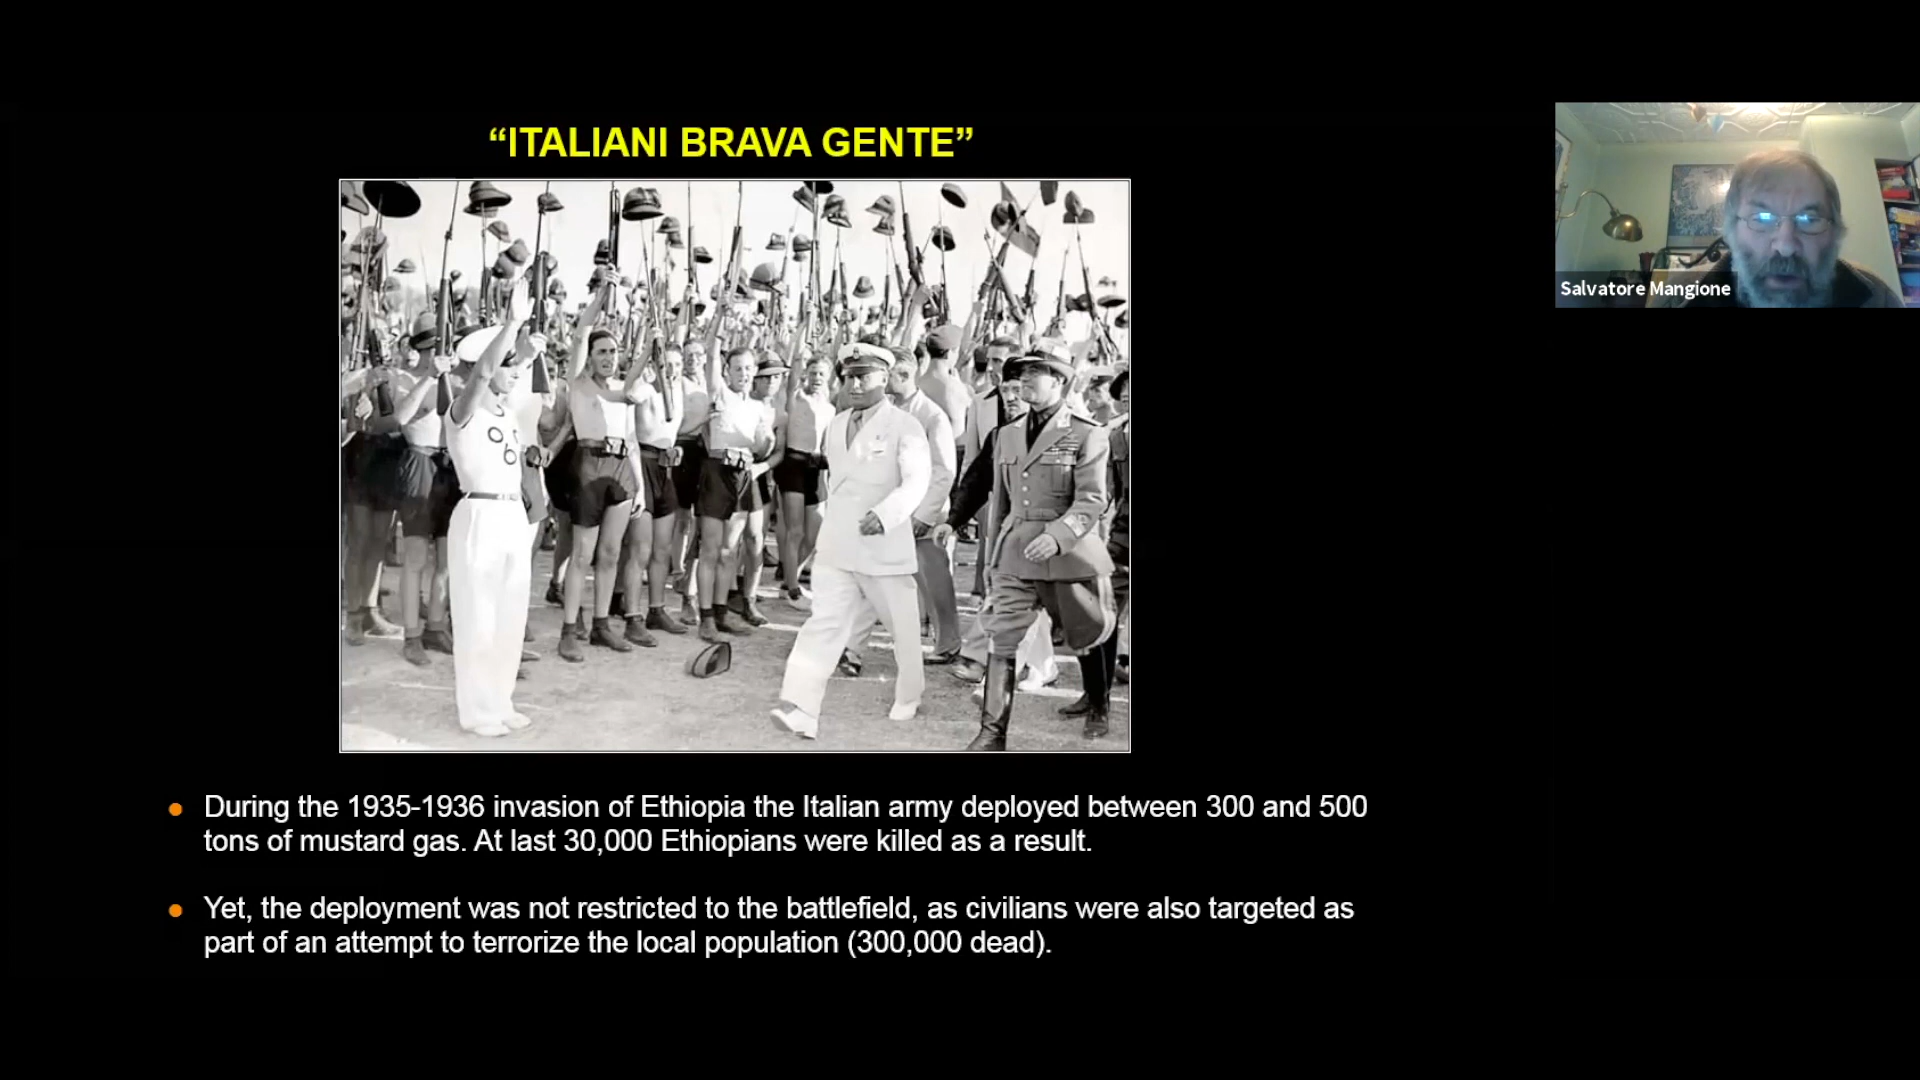 “ITALIANI BRAVA GENTE”
Salvatore Mangione
During the 1935-1936 invasion of Ethiopia the Italian army deployed between 300 and 500
tons of mustard gas. At last 30,000 Ethiopians were killed as a result.
Yet, the deployment was not restricted to the battlefield, as civilians were also targeted as
part of an attempt to terrorize the local population (300,000 dead).